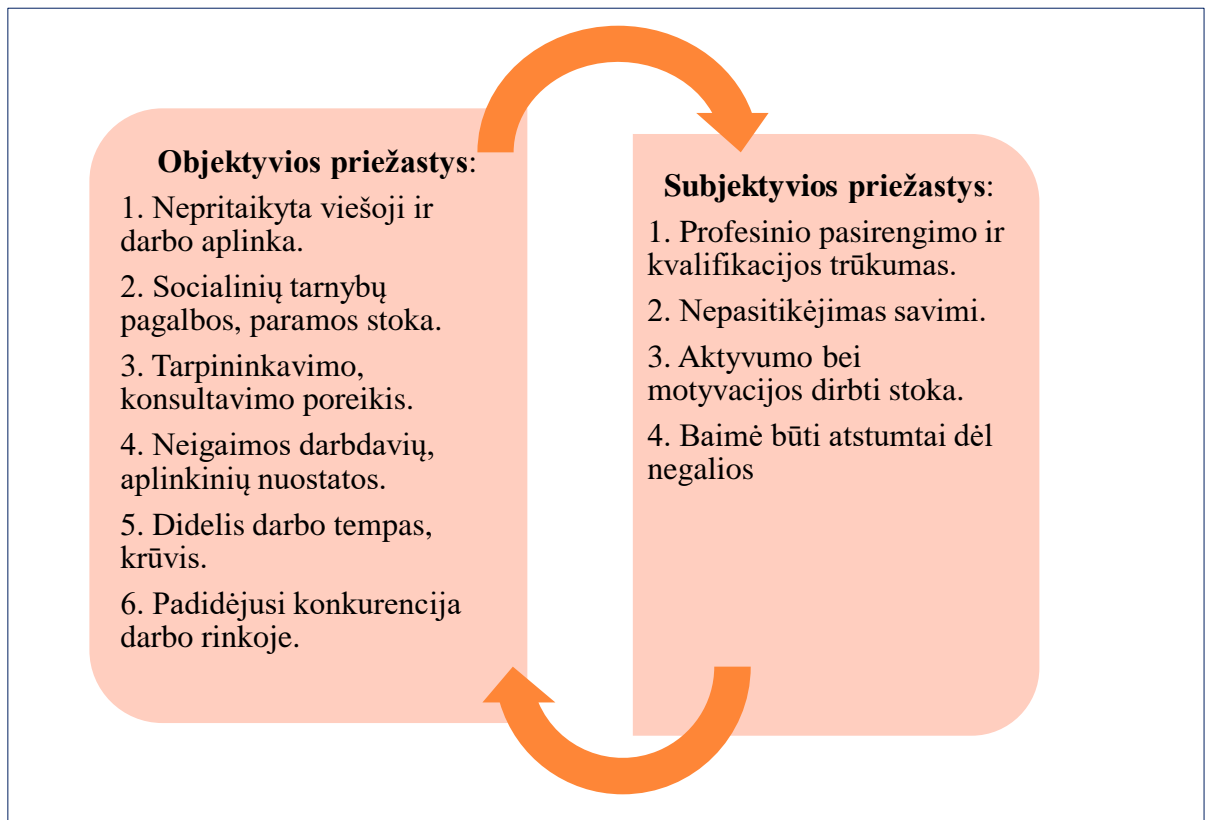 Objektyvios priežastys:
1. Nepritaikyta viešoji ir
darbo aplinka.
2. Socialinių tarnybų
pagalbos, paramos stoka.
3. Tarpininkavimo,
konsultavimo poreikis.
4. Neigaimos darbdavių,
aplinkinių nuostatos.
5. Didelis darbo tempas,
krūvis.
6. Padidėjusi konkurencija
darbo rinkoje.
Subjektyvios priežastys:
1. Profesinio pasirengimo ir
kvalifikacijos trūkumas.
2. Nepasitikėjimas savimi.
3. Aktyvumo bei
motyvacijos dirbti stoka.
4. Baimė būti atstumtai dėl
negalios